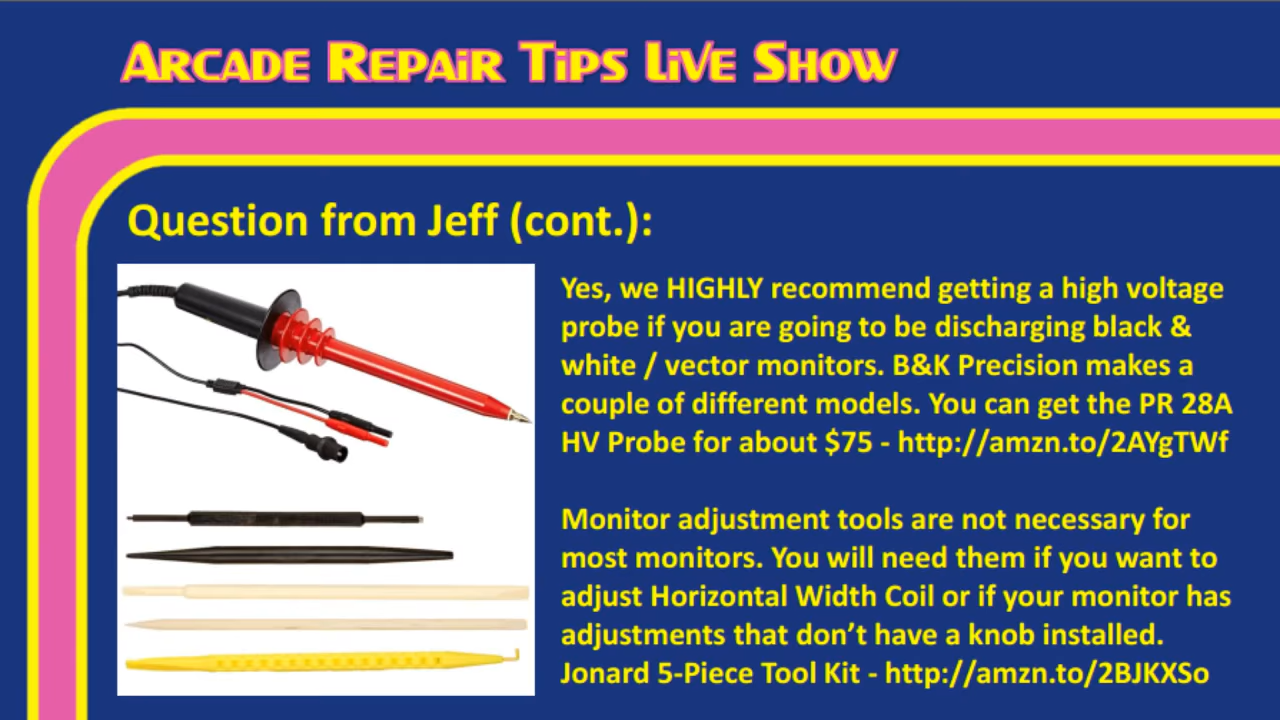 Arcade Repair Tips Live Show
Question from Jeff (cont.):
Yes, we HIGHLY recommend getting a high voltage
probe if you are going to be discharging black &
white / vector monitors. B&K Precision makes a
couple of different models. You can get the PR 28A
HV Probe for about $75 - http://amzn.to/2AYgTWf
Monitor adjustment tools are not necessary for
most monitors. You will need them if you want to
adjust Horizontal Width Coil or if your monitor has
adjustments that don’t have a knob installed.
Jonard 5-Piece Tool Kit - http://amzn.to/2BJKXSo